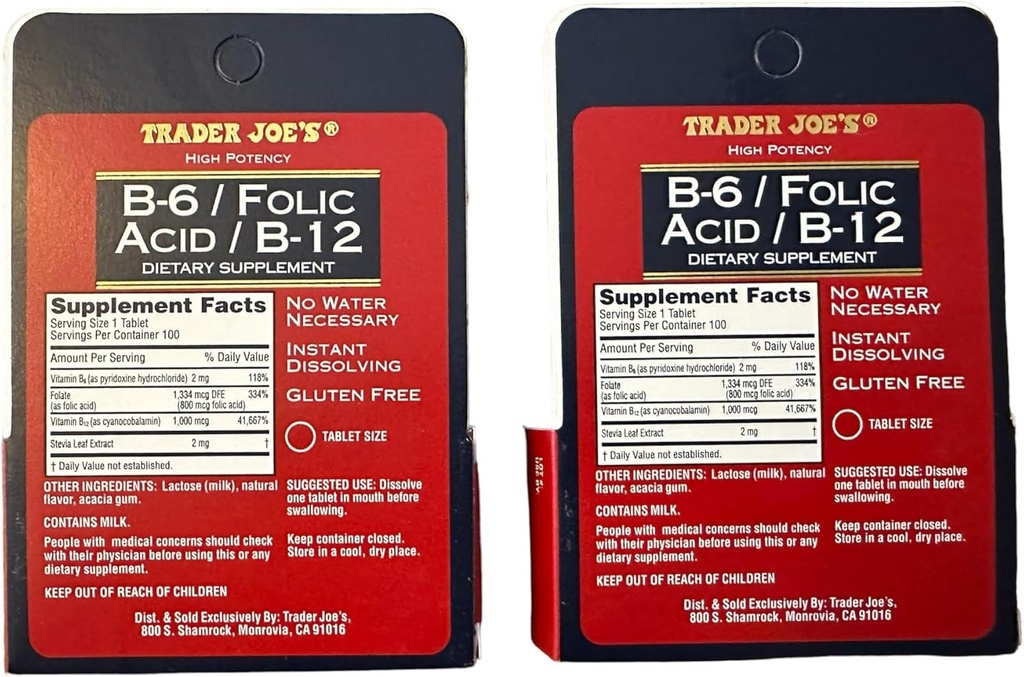 TRADER JOE'S®
HIGH POTENCY
B-6 / FOLIC
ACID / B-12
DIETARY SUPPLEMENT
Supplement Facts
Serving Size 1 Tablet
Servings Per Container 100
Amount Per Serving % Daily Value
Vitamin B₆ (as pyridoxine hydrochloride) 2 mg 118%
Folate 1,334 mcg DFE 334%
(as folic acid) (800 mcg folic acid)
Vitamin B₁₂ (as cyanocobalamin) 1,000 mcg 41,667%
Stevia Leaf Extract 2 mg †
† Daily Value not established.
NO WATER
NECESSARY
INSTANT
DISSOLVING
GLUTEN FREE
TABLET SIZE
OTHER INGREDIENTS: Lactose (milk), natural
flavor, acacia gum.
CONTAINS MILK.
People with medical concerns should check
with their physician before using this or any
dietary supplement.
KEEP OUT OF REACH OF CHILDREN
SUGGESTED USE: Dissolve
one tablet in mouth before
swallowing.
Keep container closed.
Store in a cool, dry place.
Dist. & Sold Exclusively By: Trader Joe's,
800 S. Shamrock, Monrovia, CA 91016
TRADER JOE'S®
HIGH POTENCY
B-6 / FOLIC
ACID / B-12
DIETARY SUPPLEMENT
Supplement Facts
Serving Size 1 Tablet
Servings Per Container 100
Amount Per Serving % Daily Value
Vitamin B₆ (as pyridoxine hydrochloride) 2 mg 118%
Folate 1,334 mcg DFE 334%
(as folic acid) (800 mcg folic acid)
Vitamin B₁₂ (as cyanocobalamin) 1,000 mcg 41,667%
Stevia Leaf Extract 2 mg †
† Daily Value not established.
NO WATER
NECESSARY
INSTANT
DISSOLVING
GLUTEN FREE
TABLET SIZE
OTHER INGREDIENTS: Lactose (milk), natural
flavor, acacia gum.
CONTAINS MILK.
People with medical concerns should check
with their physician before using this or any
dietary supplement.
KEEP OUT OF REACH OF CHILDREN
SUGGESTED USE: Dissolve
one tablet in mouth before
swallowing.
Keep container closed.
Store in a cool, dry place.
Dist. & Sold Exclusively By: Trader Joe's,
800 S. Shamrock, Monrovia, CA 91016